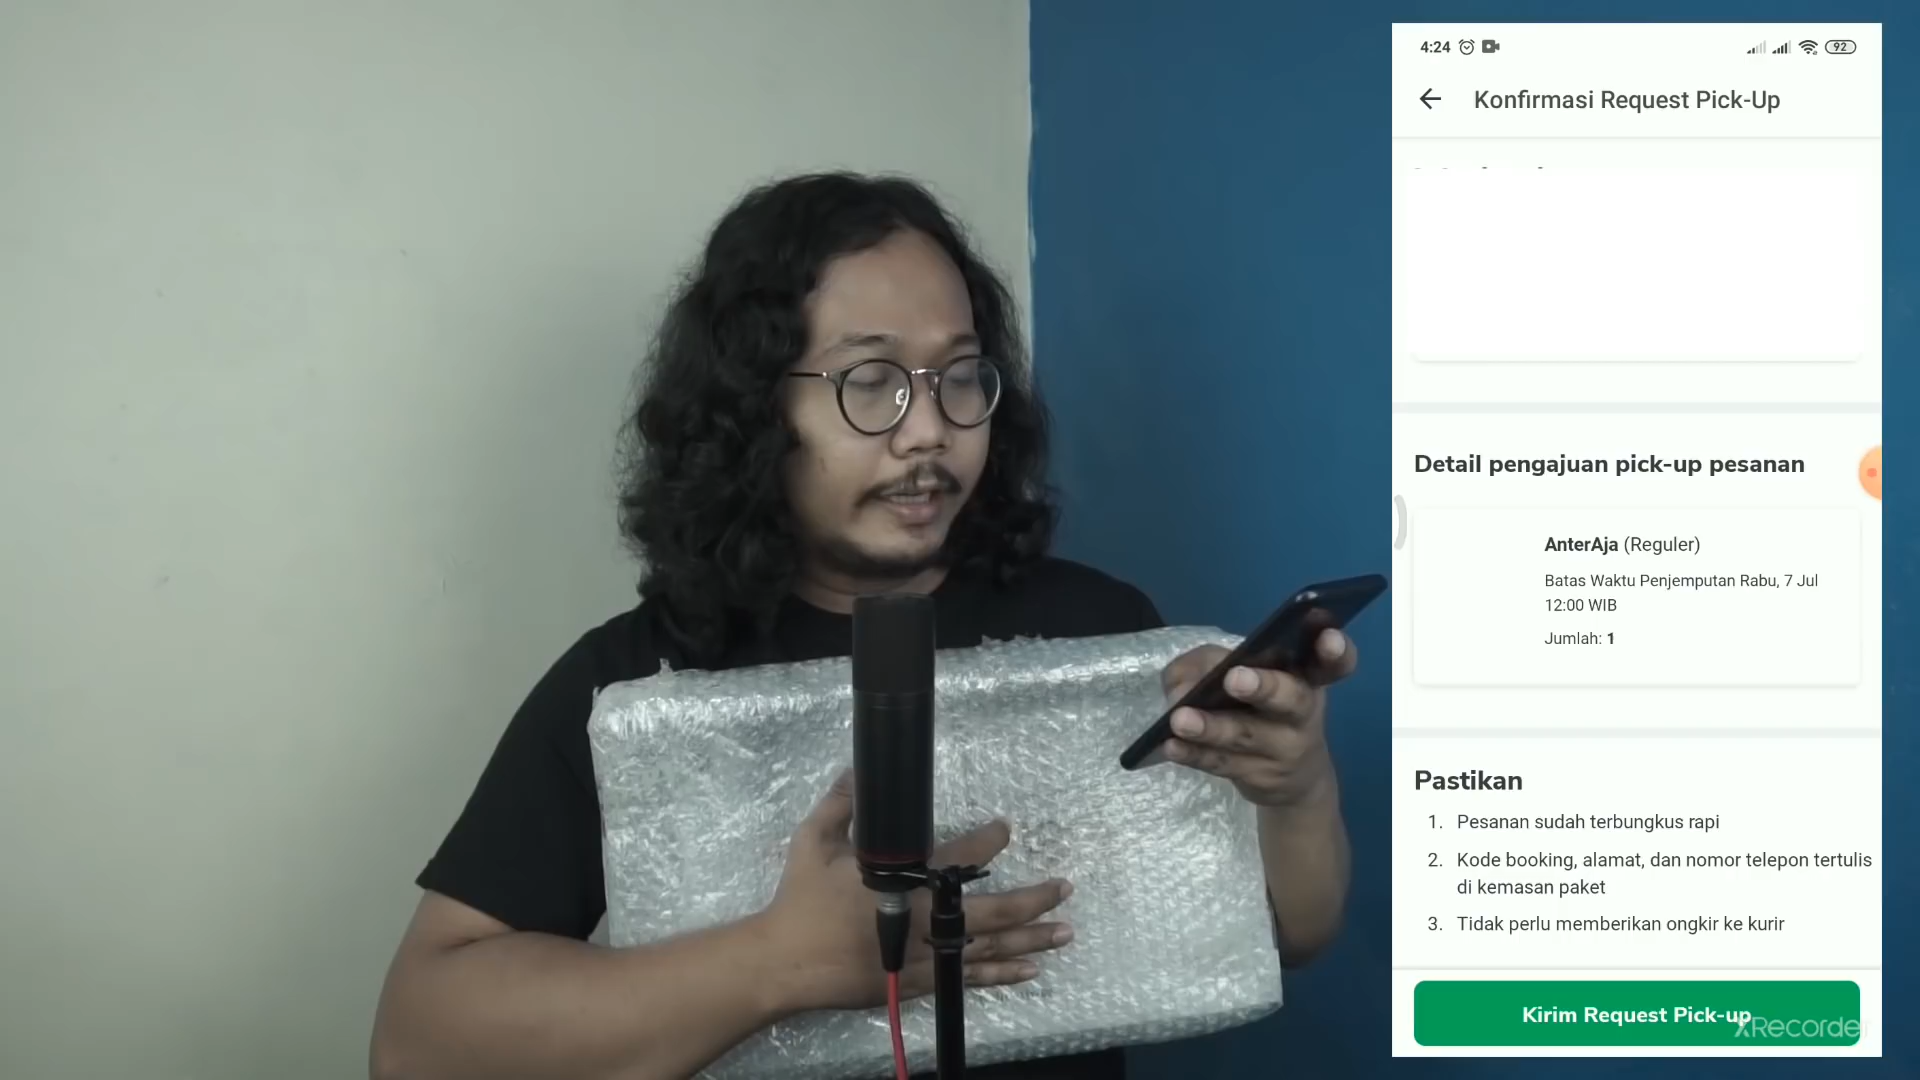 4:24
92
Konfirmasi Request Pick-Up
Detail pengajuan pick-up pesanan
AnterAja (Reguler)
Batas Waktu Penjemputan Rabu, 7 Jul
12:00 WIB
Jumlah: 1
Pastikan
1. Pesanan sudah terbungkus rapi
2. Kode booking, alamat, dan nomor telepon tertulis
di kemasan paket
3. Tidak perlu memberikan ongkir ke kurir
Kirim Request Pick-up
XRecorder